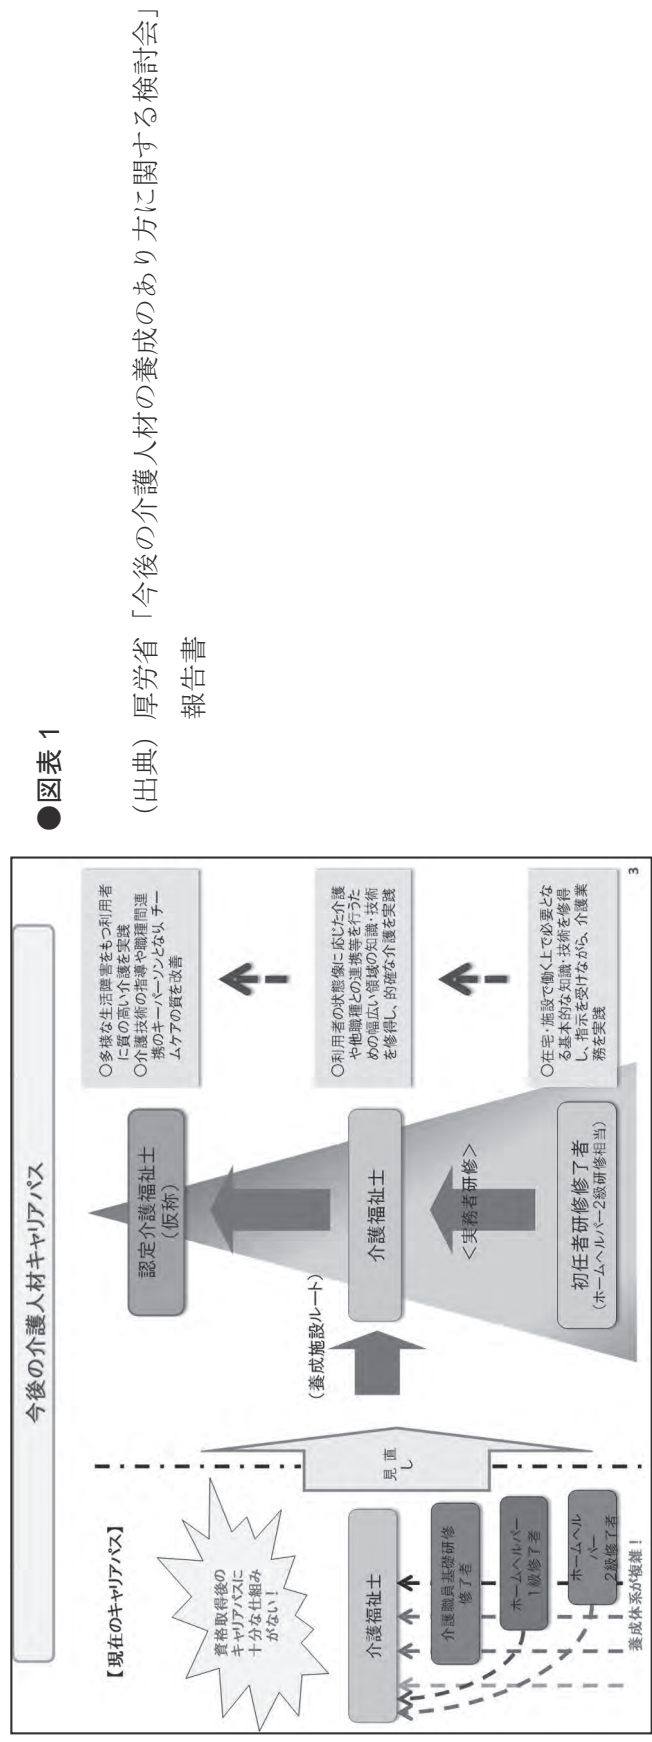 ●図表1
(出典) 厚労省「今後の介護人材の養成のあり方に関する検討会」
報告書
今後の介護人材キャリアパス
【現在のキャリアパス】
資格取得後の
キャリアパスに
十分な仕組み
がない！
介護福祉士
介護職員基礎研修
修了者
ホームヘルパー
1級修了者
ホームヘル
パー
2級修了者
養成体系が複雑！
見直
し
(養成施設ルート)
認定介護福祉士
(仮称)
介護福祉士
<実務者研修>
初任者研修修了者
(ホームヘルパー2級研修相当)
○多様な生活障害をもつ利用者
に質の高い介護を実践
○介護技術の指導や職種間連
携のキーパーソンとなり、チー
ムケアの質を改善
○利用者の状態像に応じた介護
や他職種との連携等を行うた
めの幅広い領域の知識・技術
を修得し、的確な介護を実践
○在宅・施設で働く上で必要とな
る基本的な知識・技術を修得
し、指示を受けながら、介護業
務を実践
3